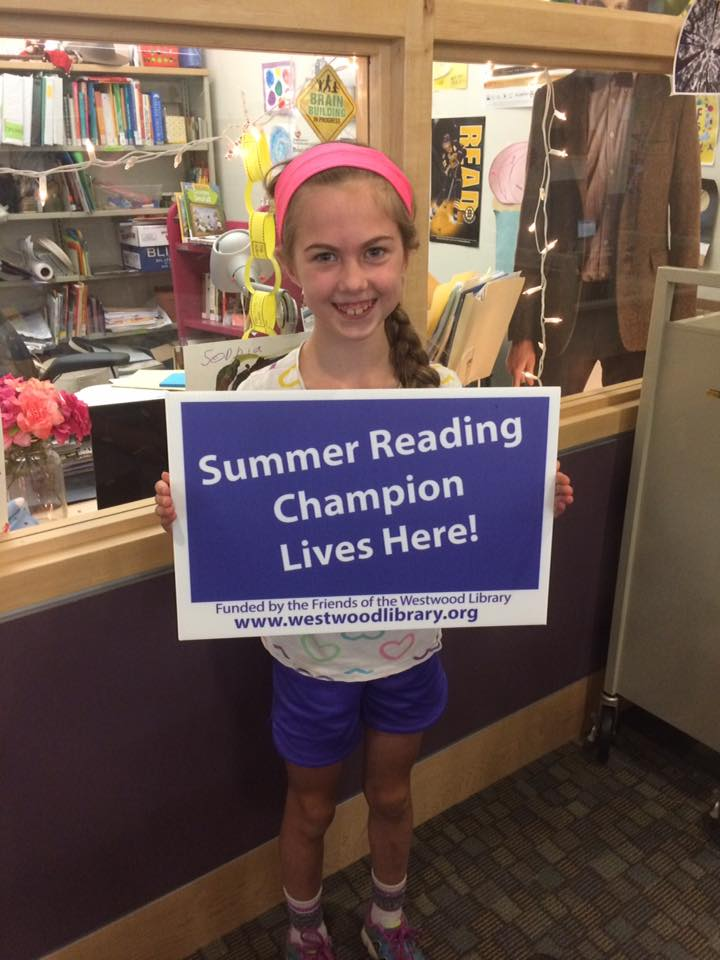 BRAIN
BUILDING
IN PROGRESS
READ
Summer Reading
Champion
Lives Here!
Funded by the Friends of the Westwood Library
www.westwoodlibrary.org